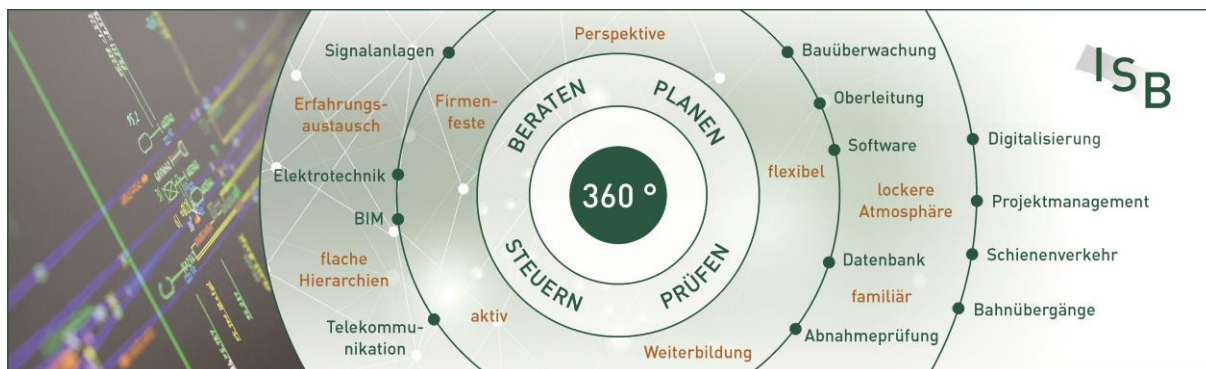 Signalanlagen
Perspektive
Bauüberwachung
Erfahrungs-
austausch
Firmen-
feste
BERATEN
PLANEN
Oberleitung
ISB
Elektrotechnik
BIM
360 °
Software
flexibel
lockere
Atmosphäre
Digitalisierung
Projektmanagement
flache
Hierarchien
STEUERN
PRÜFEN
Datenbank
familiär
Schienenverkehr
Bahnübergänge
Telekommu-
nikation
aktiv
Weiterbildung
Abnahmeprüfung